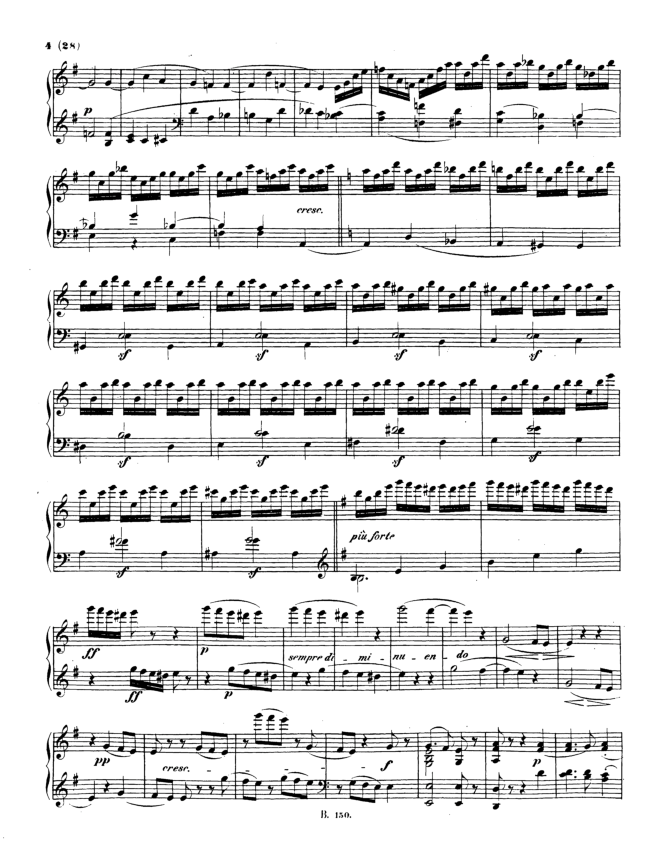 4 (28)
p
cresc.
sf sf sf sf
sf sf sf sf
sf sf più forte
ff p sempre di - mi - nu - en - do
ff p
pp cresc. - - - - - f p
B. 150.